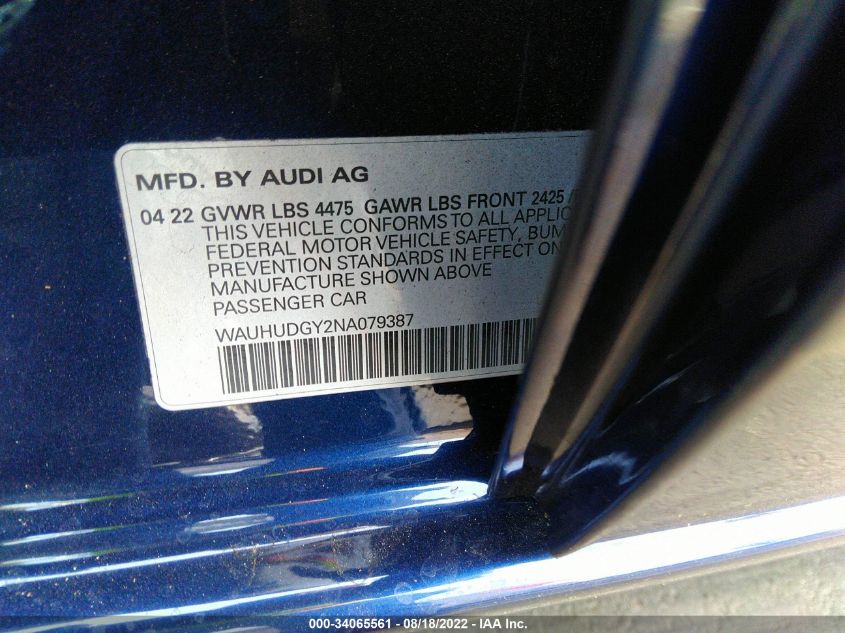 MFD. BY AUDI AG
04 22 GVWR LBS 4475 GAWR LBS FRONT 2425
THIS VEHICLE CONFORMS TO ALL
FEDERAL MOTOR VEHICLE SAFETY,
PREVENTION STANDARDS IN EFFECT ON
MANUFACTURE SHOWN ABOVE
PASSENGER CAR
WAUHUDGY2NA079387
000-34065561 - 08/18/2022 - IAA Inc.